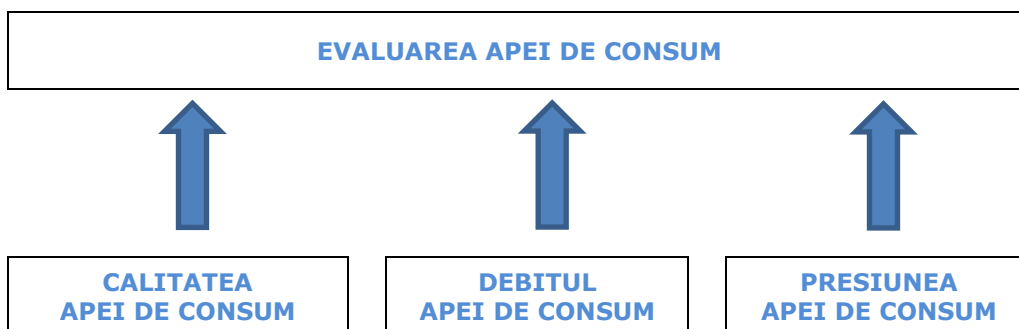 EVALUAREA APEI DE CONSUM
CALITATEA
APEI DE CONSUM
DEBITUL
APEI DE CONSUM
PRESIUNEA
APEI DE CONSUM